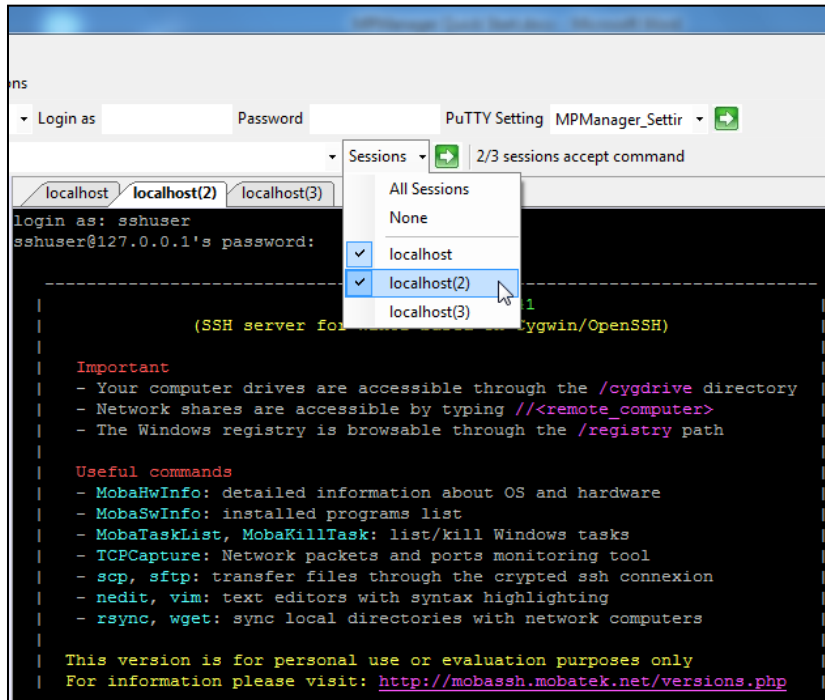 ons
Login as Password PuTTY Setting MPManager_Settir
Sessions 2/3 sessions accept command
localhost localhost(2) localhost(3)
All Sessions
None
localhost
localhost(2)
localhost(3)
login as: sshuser
sshuser@127.0.0.1's password:
1
(SSH server for Cygwin/OpenSSH)
Important
- Your computer drives are accessible through the /cygdrive directory
- Network shares are accessible by typing //<remote_computer>
- The Windows registry is browsable through the /registry path
Useful commands
- MobaHwInfo: detailed information about OS and hardware
- MobaSwInfo: installed programs list
- MobaTaskList, MobaKillTask: list/kill Windows tasks
- TCPCapture: Network packets and ports monitoring tool
- scp, sftp: transfer files through the crypted ssh connexion
- nedit, vim: text editors with syntax highlighting
- rsync, wget: sync local directories with network computers
This version is for personal use or evaluation purposes only
For information please visit: http://mobassh.mobatek.net/versions.php